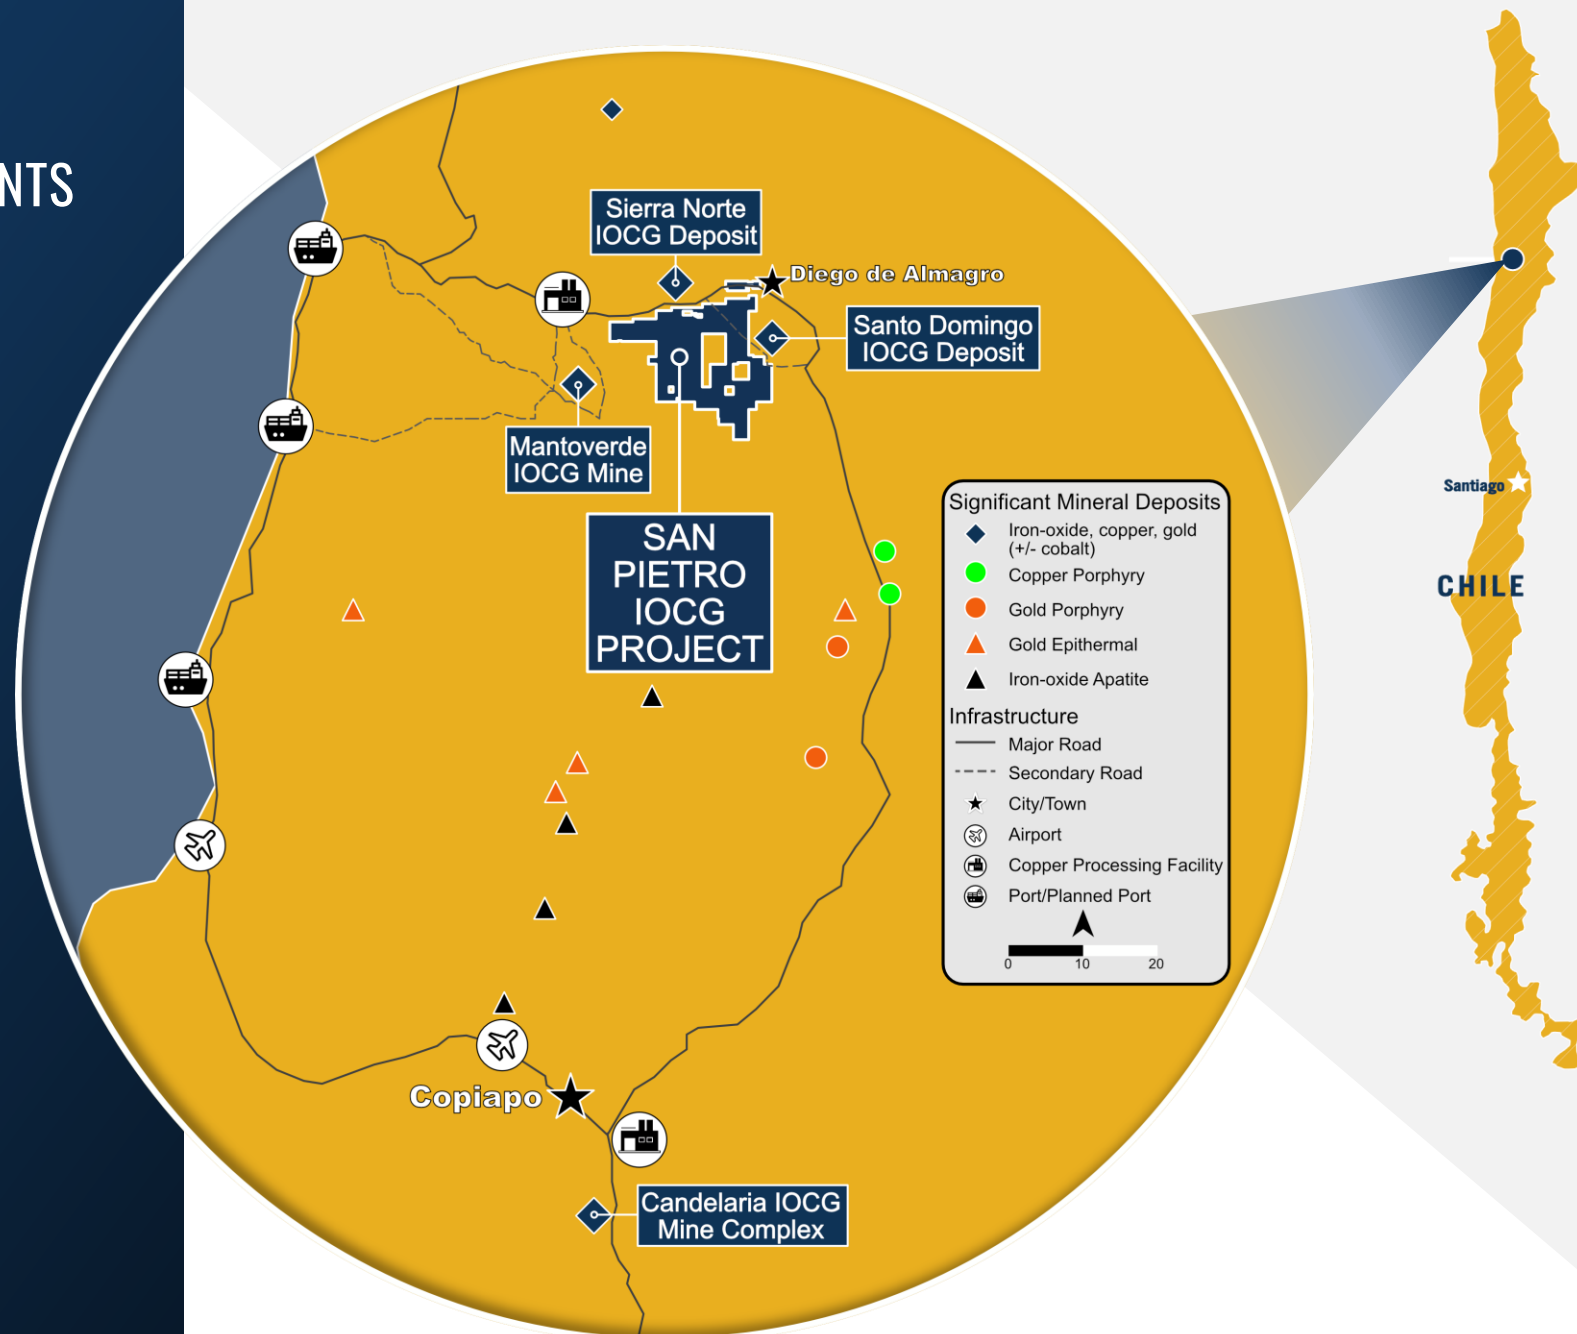 NTS
Sierra Norte
IOCG Deposit
Diego de Almagro
Santo Domingo
IOCG Deposit
Mantoverde
IOCG Mine
SAN
PIETRO
IOCG
PROJECT
Significant Mineral Deposits
Iron-oxide, copper, gold
(+/- cobalt)
Copper Porphyry
Gold Porphyry
Gold Epithermal
Iron-oxide Apatite
Infrastructure
Major Road
Secondary Road
City/Town
Airport
Copper Processing Facility
Port/Planned Port
0 10 20
Copiapo
Candelaria IOCG
Mine Complex
Santiago
CHILE